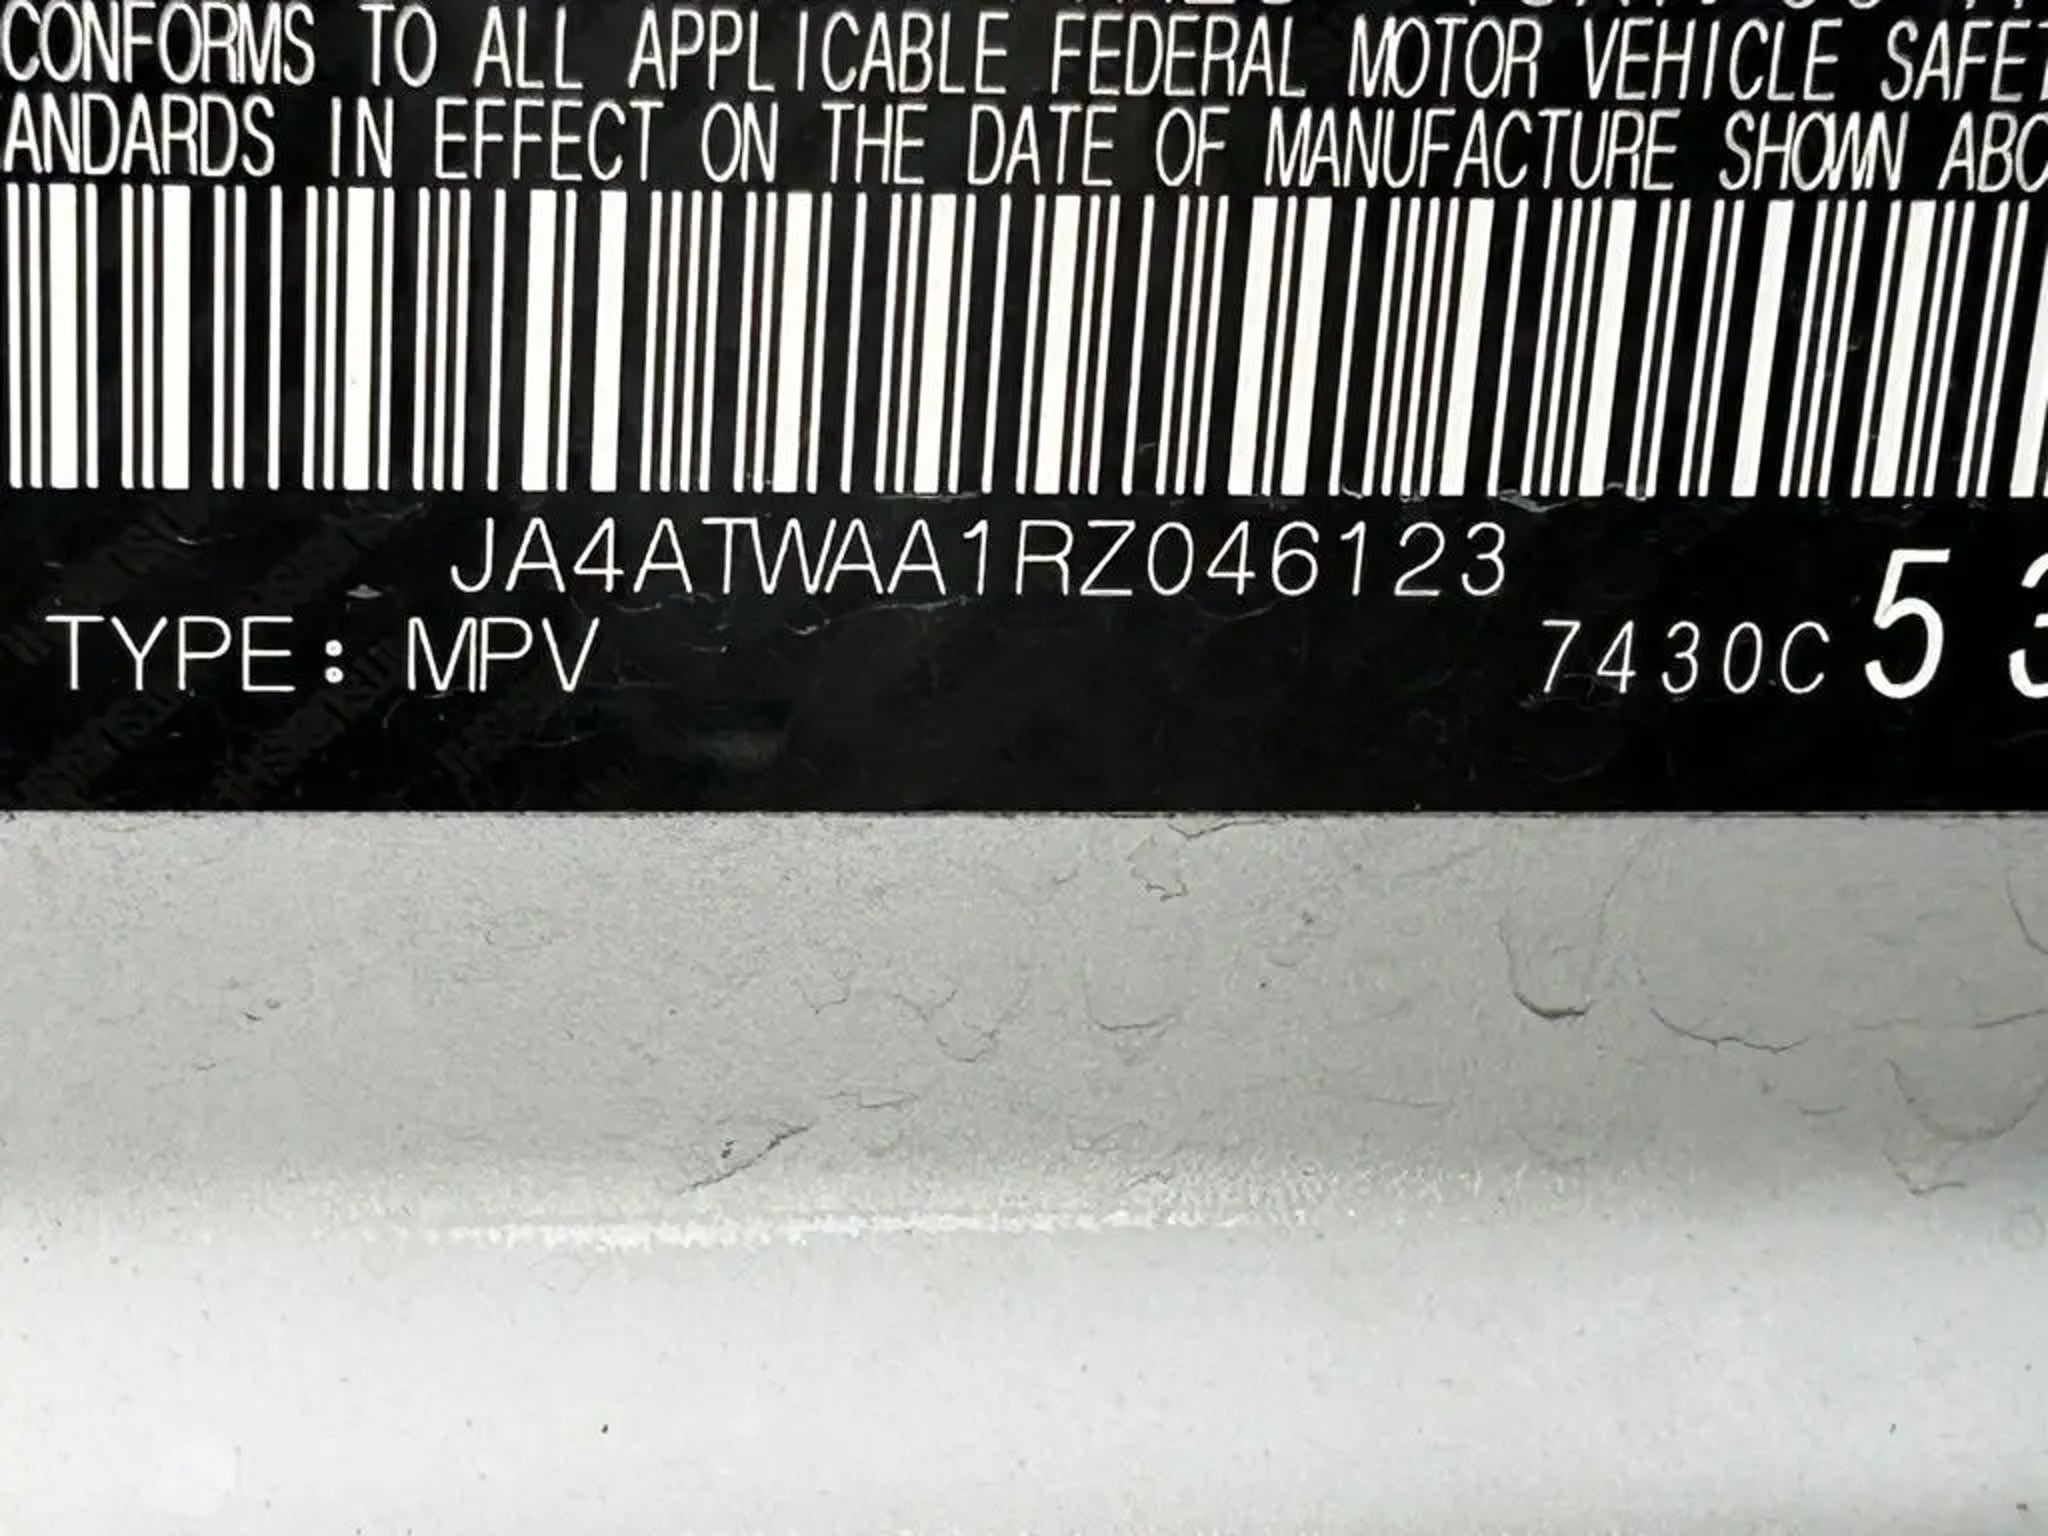 CONFORMS TO ALL APPLICABLE FEDERAL MOTOR VEHICLE SAFET
ANDARDS IN EFFECT ON THE DATE OF MANUFACTURE SHOWN ABO
JA4ATWAA1RZ046123
TYPE: MPV 7430C 53